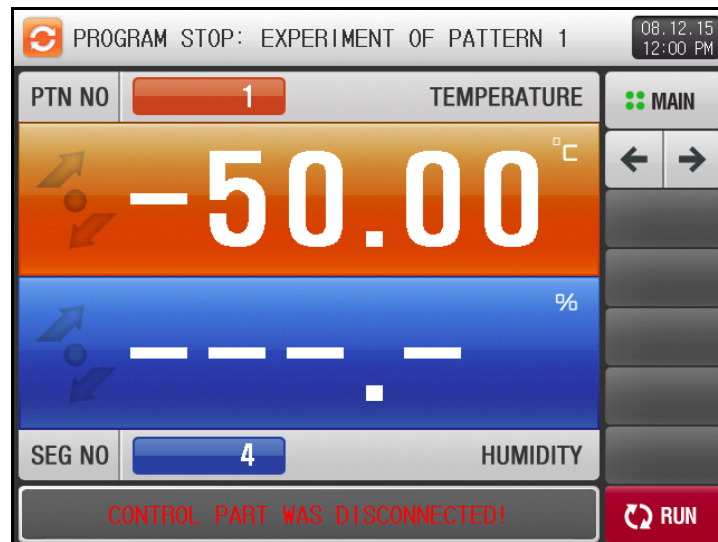 PROGRAM STOP: EXPERIMENT OF PATTERN 1
08.12.15
12:00 PM
PTN NO 1 TEMPERATURE
MAIN
°C
-50.00
%
---.-
SEG NO 4 HUMIDITY
CONTROL PART WAS DISCONNECTED!
RUN